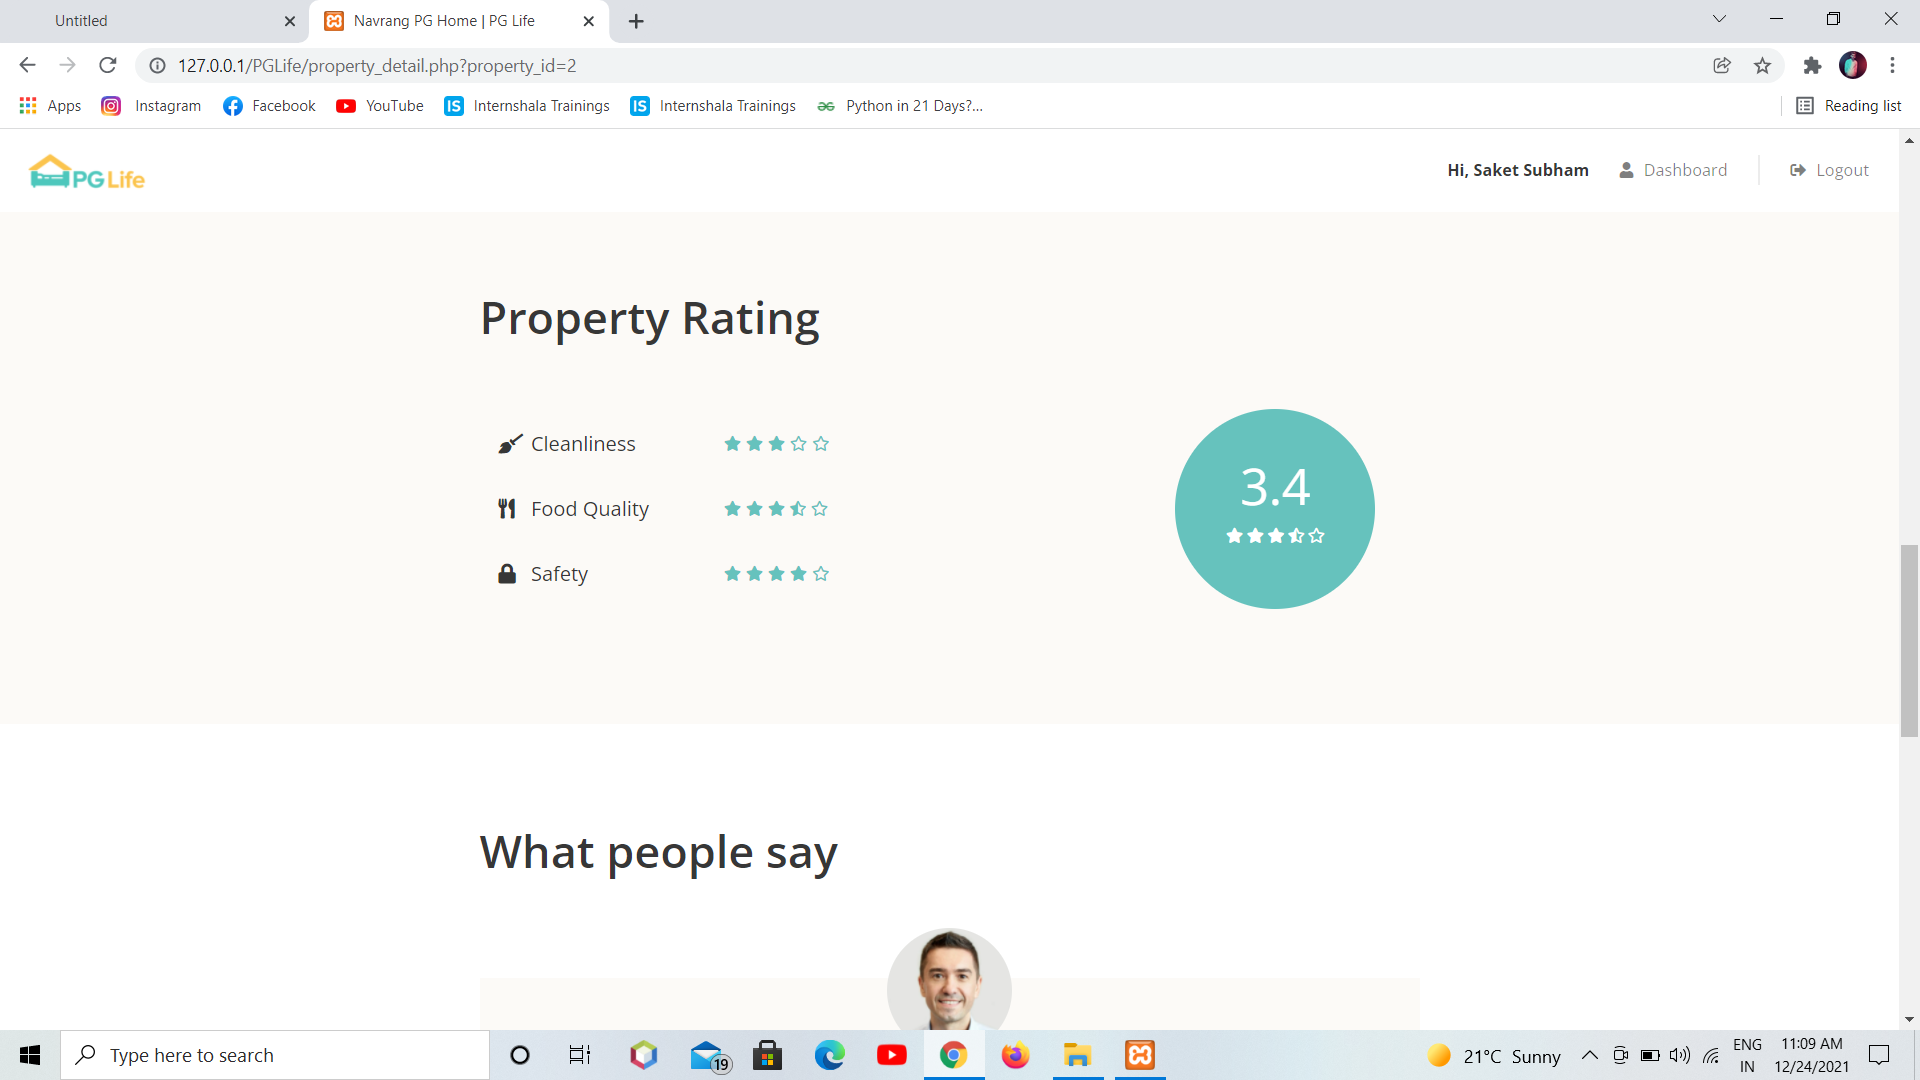 Untitled
Navrang PG Home | PG Life
127.0.0.1/PGLife/property_detail.php?property_id=2
Apps Instagram Facebook YouTube IS Internshala Trainings IS Internshala Trainings Python in 21 Days?... Reading list
PG Life
Hi, Saket Subham Dashboard Logout
Property Rating
Cleanliness
Food Quality
Safety
3.4
What people say
Type here to search
19
21°C Sunny
ENG
IN
11:09 AM
12/24/2021